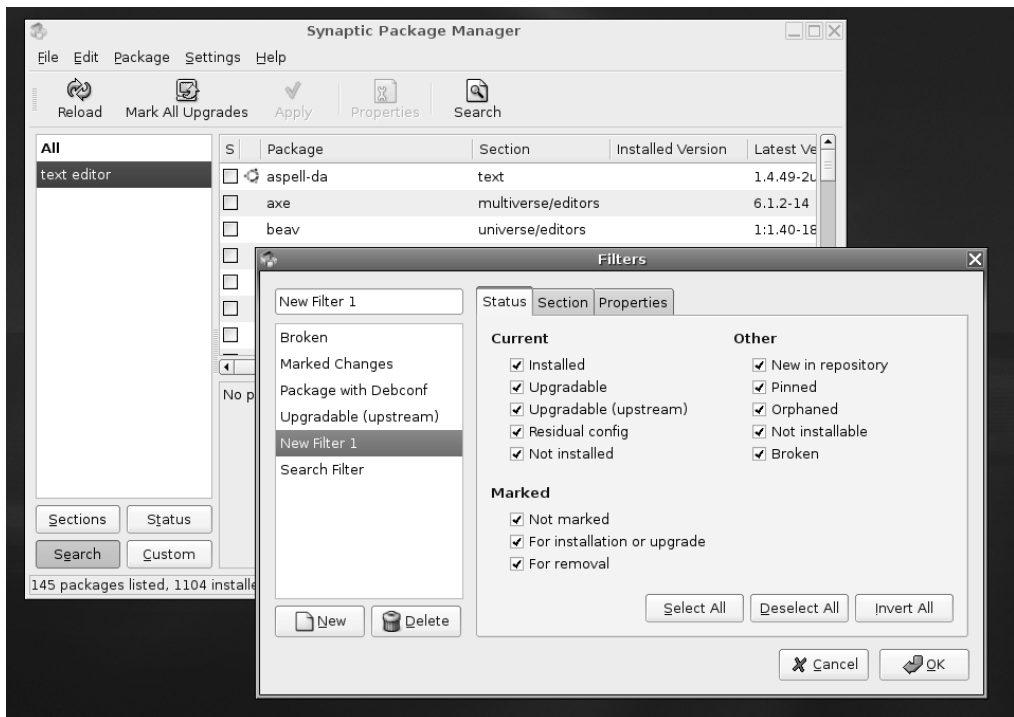 Synaptic Package Manager
File Edit Package Settings Help
Reload Mark All Upgrades Apply Properties Search
All
text editor
S Package Section Installed Version Latest Ve
aspell-da text 1.4.49-2u
axe multiverse/editors 6.1.2-14
beav universe/editors 1:1.40-18
No p
Sections Status
Search Custom
145 packages listed, 1104 installe
Filters
New Filter 1
Broken
Marked Changes
Package with Debconf
Upgradable (upstream)
New Filter 1
Search Filter
New Delete
Status Section Properties
Current
Installed
Upgradable
Upgradable (upstream)
Residual config
Not installed
Other
New in repository
Pinned
Orphaned
Not installable
Broken
Marked
Not marked
For installation or upgrade
For removal
Select All Deselect All Invert All
Cancel OK